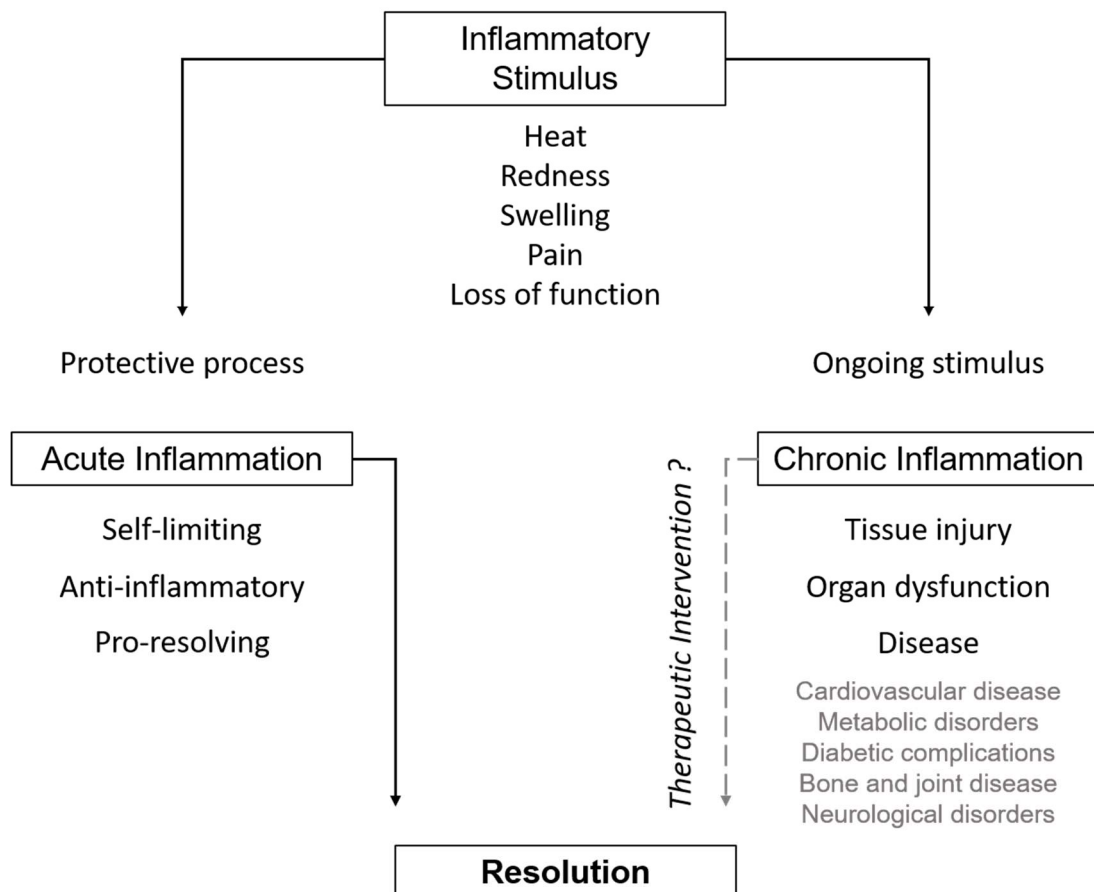 Inflammatory
Stimulus
Heat
Redness
Swelling
Pain
Loss of function
Protective process
Ongoing stimulus
Acute Inflammation
Self-limiting
Anti-inflammatory
Pro-resolving
Therapeutic Intervention ?
Chronic Inflammation
Tissue injury
Organ dysfunction
Disease
Cardiovascular disease
Metabolic disorders
Diabetic complications
Bone and joint disease
Neurological disorders
Resolution